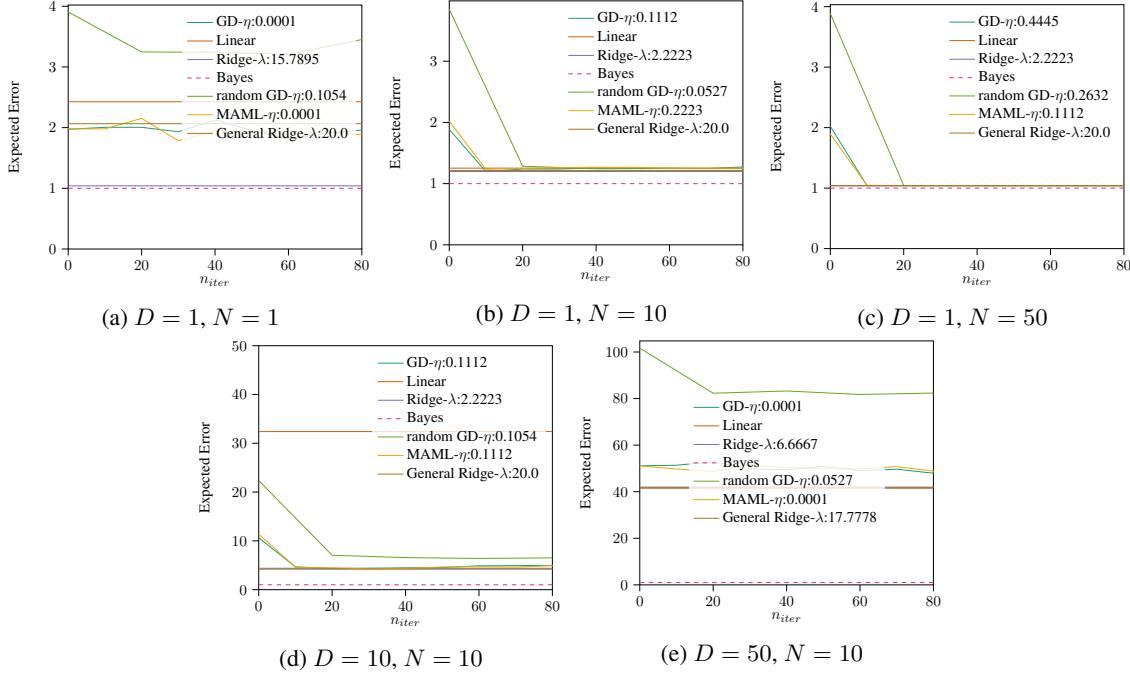 4
3
2
1
0
Expected Error
0
20
40
60
80
n_iter
GD-η:0.0001
Linear
Ridge-λ:15.7895
Bayes
random GD-η:0.1054
MAML-η:0.0001
General Ridge-λ:20.0
(a) D = 1, N = 1
3
2
1
0
Expected Error
0
20
40
60
80
n_iter
GD-η:0.1112
Linear
Ridge-λ:2.2223
Bayes
random GD-η:0.0527
MAML-η:0.2223
General Ridge-λ:20.0
(b) D = 1, N = 10
4
3
2
1
0
Expected Error
0
20
40
60
80
n_iter
GD-η:0.4445
Linear
Ridge-λ:2.2223
Bayes
random GD-η:0.2632
MAML-η:0.1112
General Ridge-λ:20.0
(c) D = 1, N = 50
50
40
30
20
10
0
Expected Error
0
20
40
60
80
n_iter
GD-η:0.1112
Linear
Ridge-λ:2.2223
Bayes
random GD-η:0.1054
MAML-η:0.1112
General Ridge-λ:20.0
(d) D = 10, N = 10
100
80
60
40
20
0
Expected Error
0
20
40
60
80
n_iter
GD-η:0.0001
Linear
Ridge-λ:6.6667
Bayes
random GD-η:0.0527
MAML-η:0.0001
General Ridge-λ:17.7778
(e) D = 50, N = 10